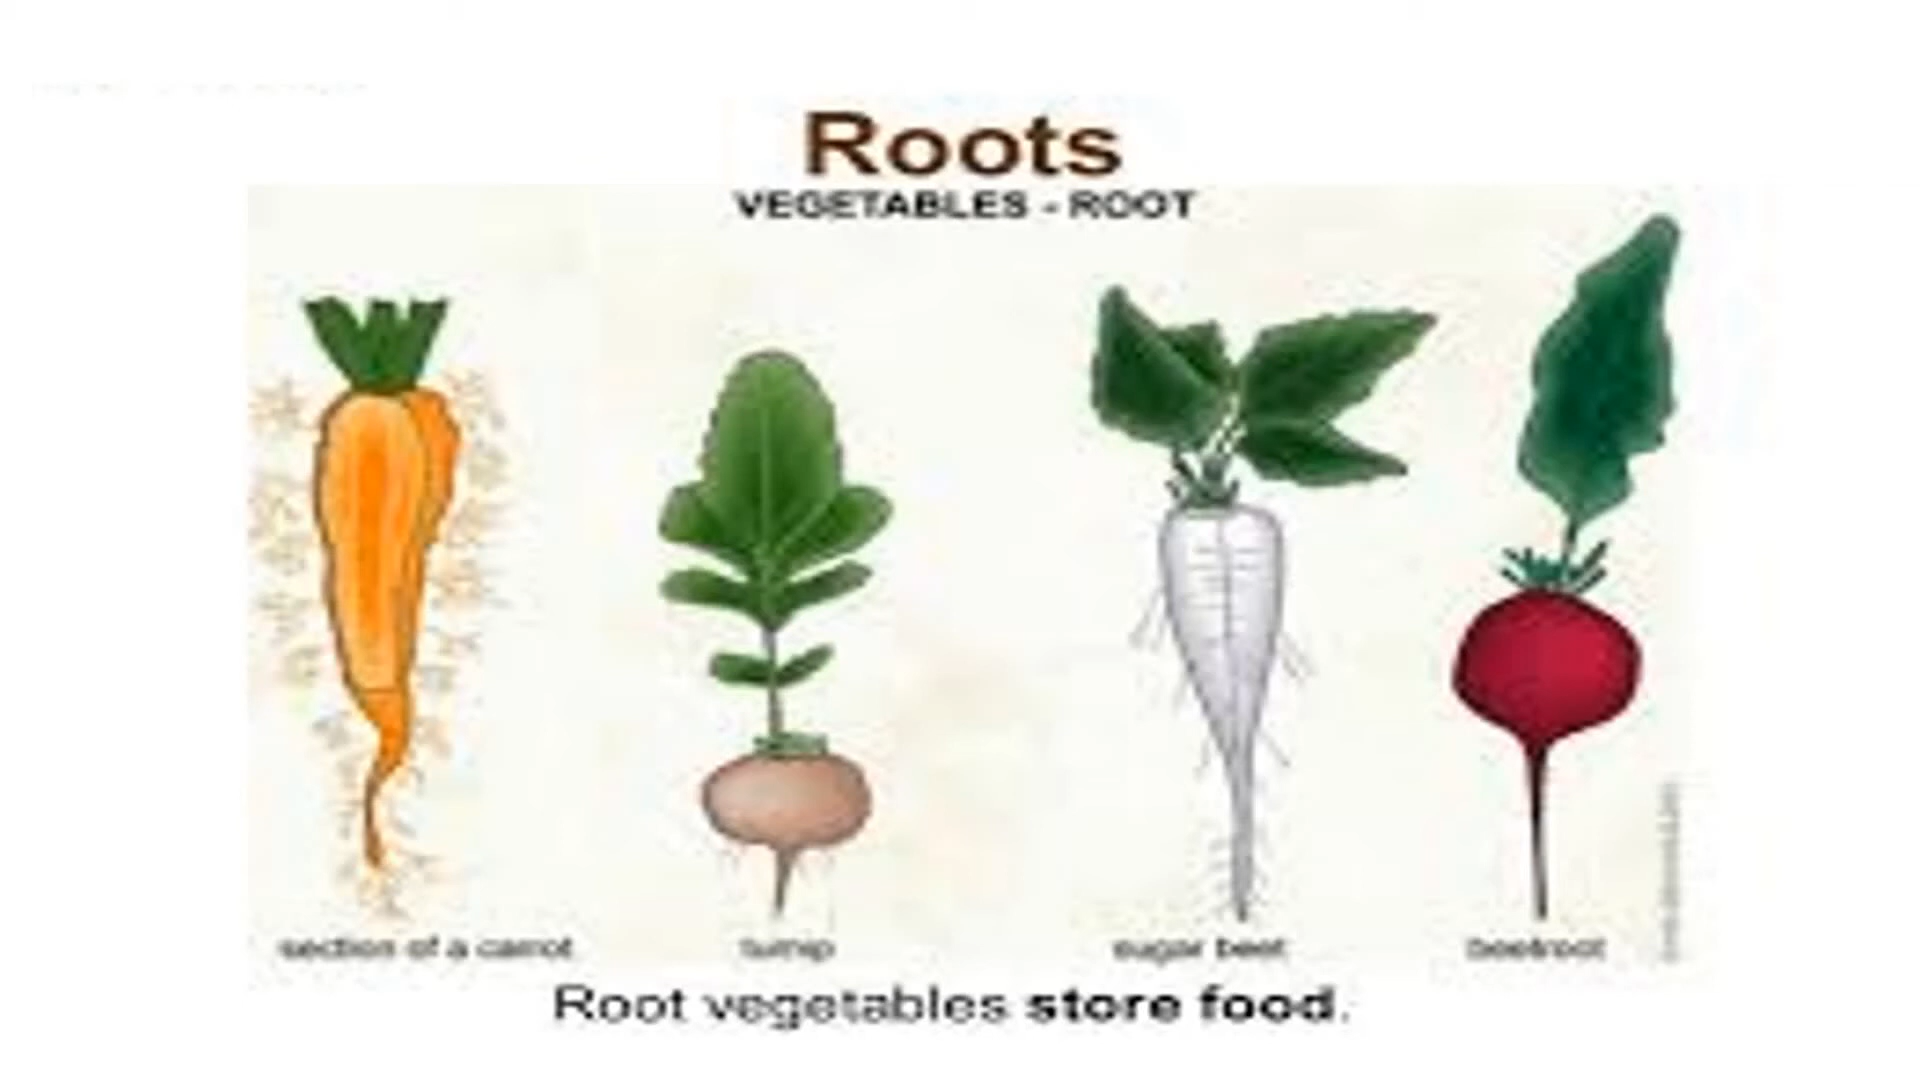 Roots
VEGETABLES - ROOT
section of a carrot
turnip
sugar beet
beetroot
Root vegetables store food.